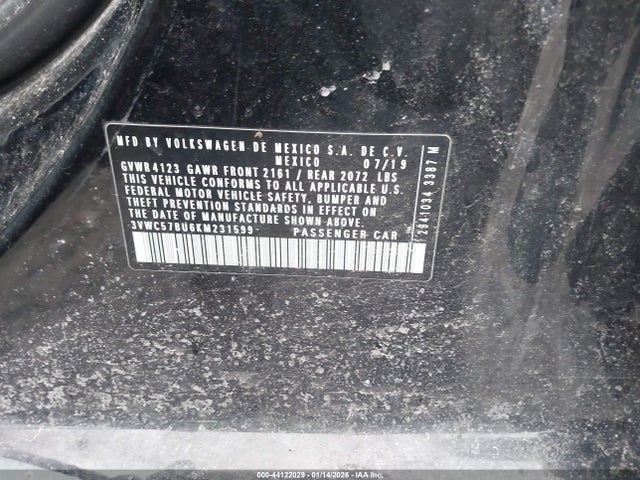 MFD BY VOLKSWAGEN DE MEXICO S.A. DE C.V.
MEXICO 07/19
GVWR 4123 GAWR FRONT 2161 / REAR 2072 LBS
THIS VEHICLE CONFORMS TO ALL APPLICABLE U.S.
FEDERAL MOTOR VEHICLE SAFETY, BUMPER AND
THEFT PREVENTION STANDARDS IN EFFECT ON
THE DATE OF MANUFACTURE SHOWN ABOVE.
3VWC57BU6KM231599 PASSENGER CAR
2941034 3387 M
000-44122029 - 01/14/2026 - IAA Inc.